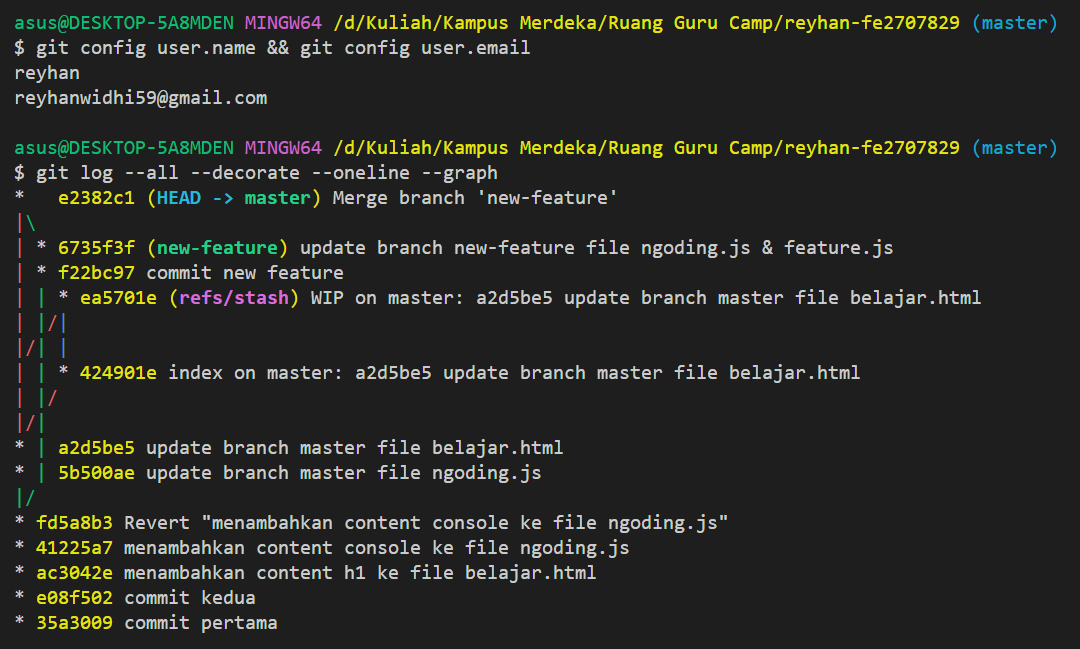 asus@DESKTOP-5A8MDEN MINGW64 /d/Kuliah/Kampus Merdeka/Ruang Guru Camp/reyhan-fe2707829 (master)
$ git config user.name && git config user.email
reyhan
reyhanwidhi59@gmail.com

asus@DESKTOP-5A8MDEN MINGW64 /d/Kuliah/Kampus Merdeka/Ruang Guru Camp/reyhan-fe2707829 (master)
$ git log --all --decorate --oneline --graph
*   e2382c1 (HEAD -> master) Merge branch 'new-feature'
|\
| * 6735f3f (new-feature) update branch new-feature file ngoding.js & feature.js
| * f22bc97 commit new feature
| | * ea5701e (refs/stash) WIP on master: a2d5be5 update branch master file belajar.html
| |/|
|/| |
| | * 424901e index on master: a2d5be5 update branch master file belajar.html
| |/
|/|
* | a2d5be5 update branch master file belajar.html
* | 5b500ae update branch master file ngoding.js
|/
* fd5a8b3 Revert "menambahkan content console ke file ngoding.js"
* 41225a7 menambahkan content console ke file ngoding.js
* ac3042e menambahkan content h1 ke file belajar.html
* e08f502 commit kedua
* 35a3009 commit pertama